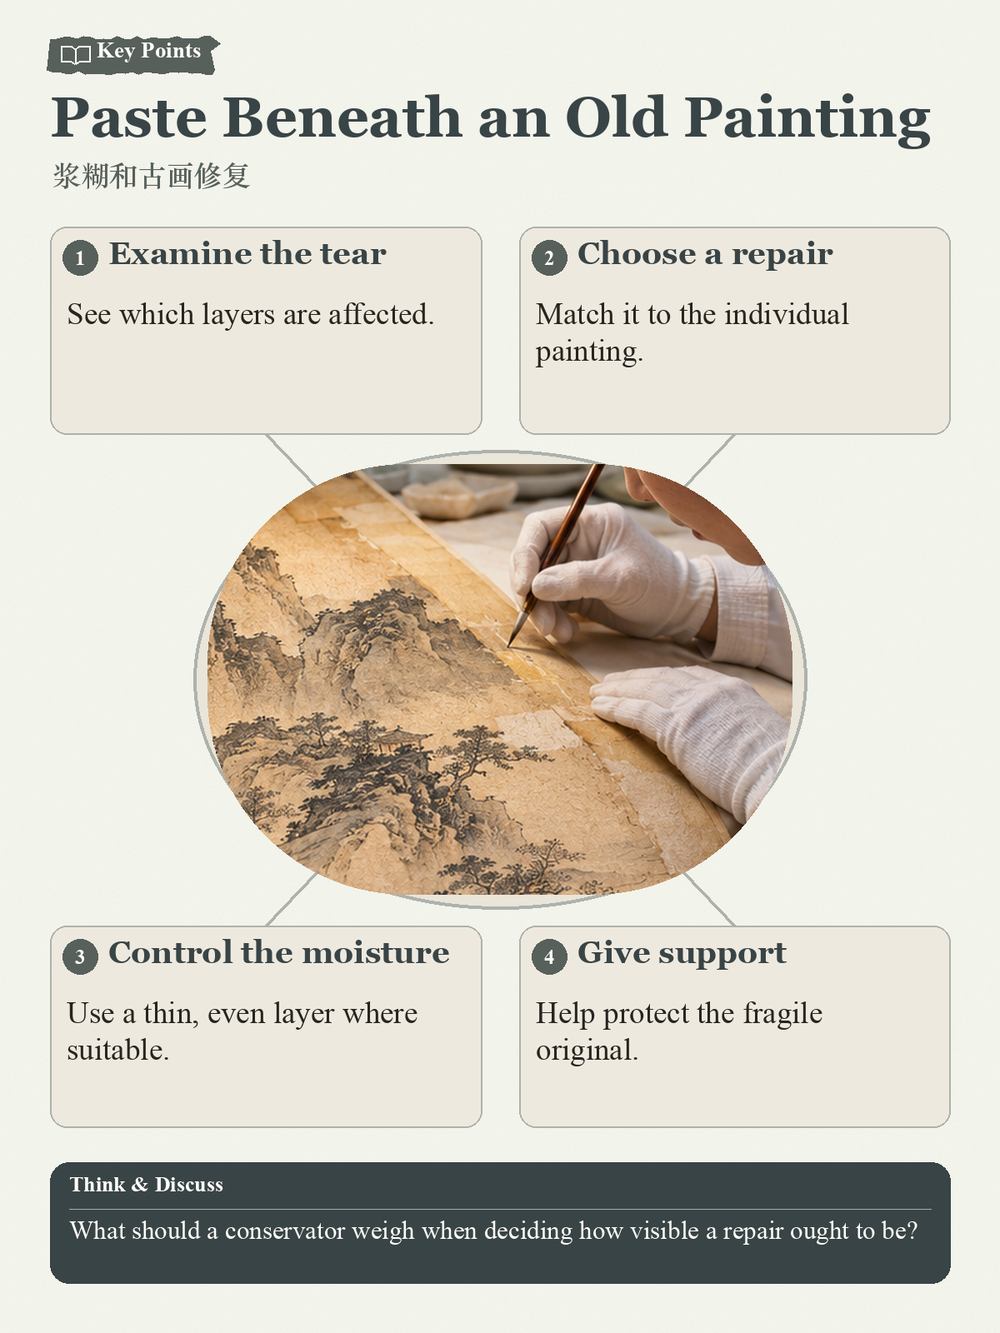 Key Points
Paste Beneath an Old Painting
浆糊和古画修复
1 Examine the tear
See which layers are affected.
2 Choose a repair
Match it to the individual
painting.
3 Control the moisture
Use a thin, even layer where
suitable.
4 Give support
Help protect the fragile
original.
Think & Discuss
What should a conservator weigh when deciding how visible a repair ought to be?